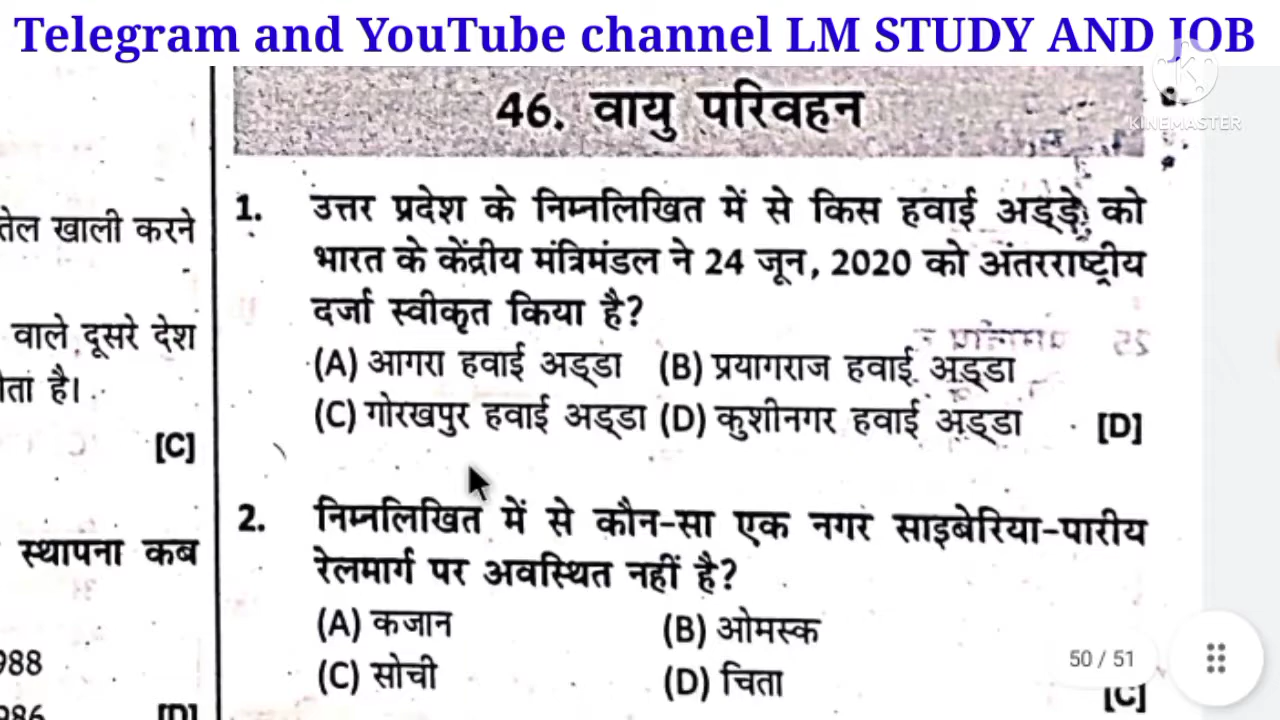 Telegram and YouTube channel LM STUDY AND JOB
KINEMASTER
तेल खाली करने
वाले दूसरे देश
है।
[C]
स्थापना कब
988
986
[D]
46. वायु परिवहन
1. उत्तर प्रदेश के निम्नलिखित में से किस हवाई अड्डे को
भारत के केंद्रीय मंत्रिमंडल ने 24 जून, 2020 को अंतरराष्ट्रीय
दर्जा स्वीकृत किया है?
(A) आगरा हवाई अड्डा (B) प्रयागराज हवाई अड्डा
(C) गोरखपुर हवाई अड्डा (D) कुशीनगर हवाई अड्डा [D]
2. निम्नलिखित में से कौन-सा एक नगर साइबेरिया-पारीय
रेलमार्ग पर अवस्थित नहीं है?
(A) कजान (B) ओमस्क
(C) सोची (D) चिता
[C]
50 / 51